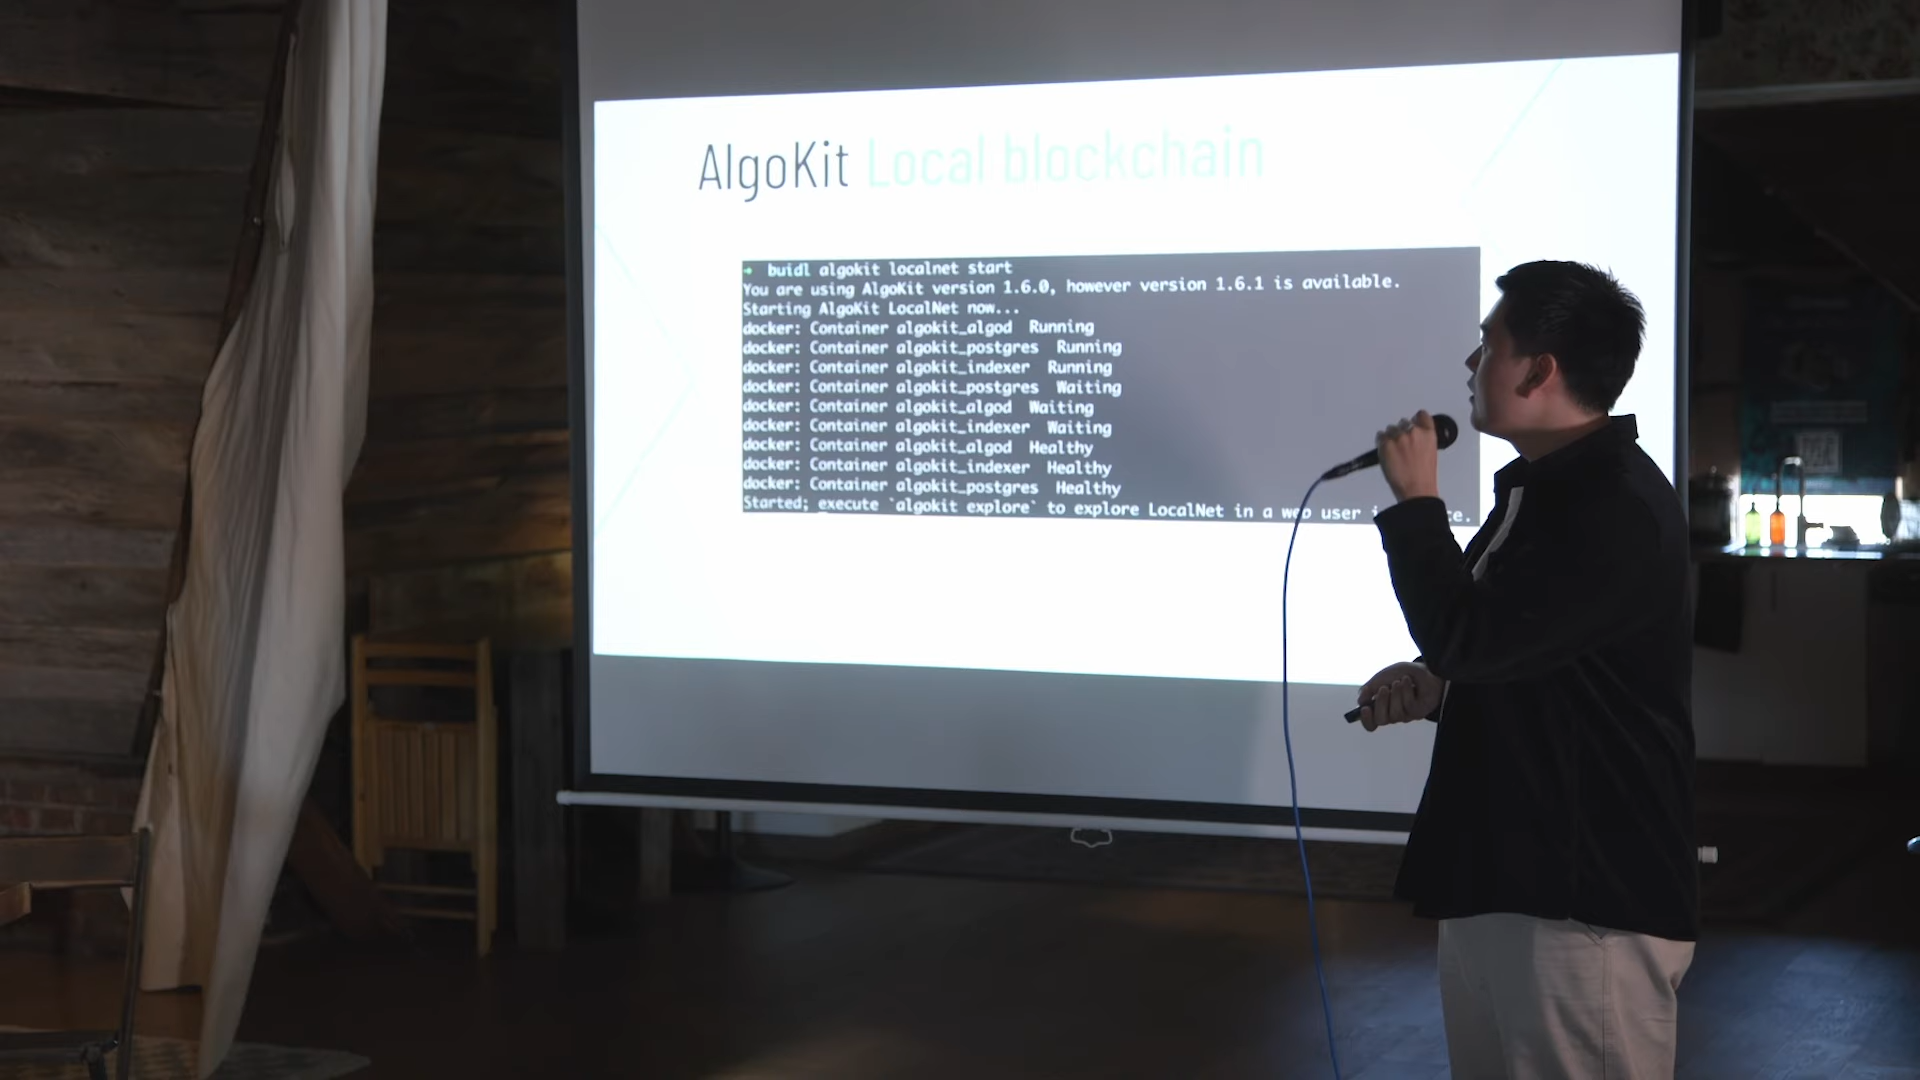 AlgoKit Local blockchain
➜ buidl algokit localnet start
You are using AlgoKit version 1.6.0, however version 1.6.1 is available.
Starting AlgoKit LocalNet now...
docker: Container algokit_algod Running
docker: Container algokit_postgres Running
docker: Container algokit_indexer Running
docker: Container algokit_postgres Waiting
docker: Container algokit_algod Waiting
docker: Container algokit_indexer Waiting
docker: Container algokit_algod Healthy
docker: Container algokit_indexer Healthy
docker: Container algokit_postgres Healthy
Started; execute `algokit explore` to explore LocalNet in a web user